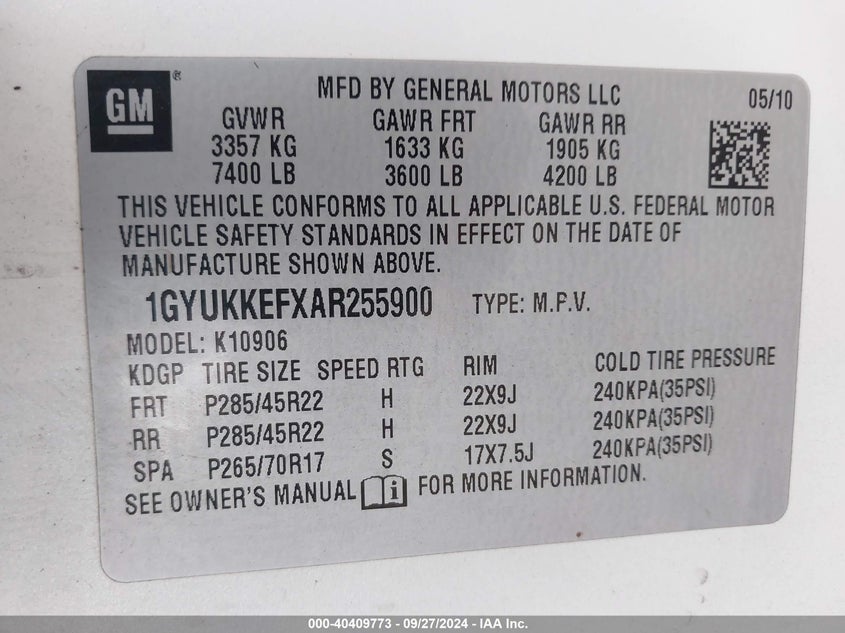 GM ®
MFD BY GENERAL MOTORS LLC 05/10
GVWR GAWR FRT GAWR RR
3357 KG 1633 KG 1905 KG
7400 LB 3600 LB 4200 LB
THIS VEHICLE CONFORMS TO ALL APPLICABLE U.S. FEDERAL MOTOR
VEHICLE SAFETY STANDARDS IN EFFECT ON THE DATE OF
MANUFACTURE SHOWN ABOVE.
1GYUKKEFXAR255900 TYPE: M.P.V.
MODEL: K10906
KDGP TIRE SIZE SPEED RTG RIM COLD TIRE PRESSURE
FRT P285/45R22 H 22X9J 240KPA(35PSI)
RR P285/45R22 H 22X9J 240KPA(35PSI)
SPA P265/70R17 S 17X7.5J 240KPA(35PSI)
SEE OWNER'S MANUAL i FOR MORE INFORMATION.
000-40409773 - 09/27/2024 - IAA Inc.